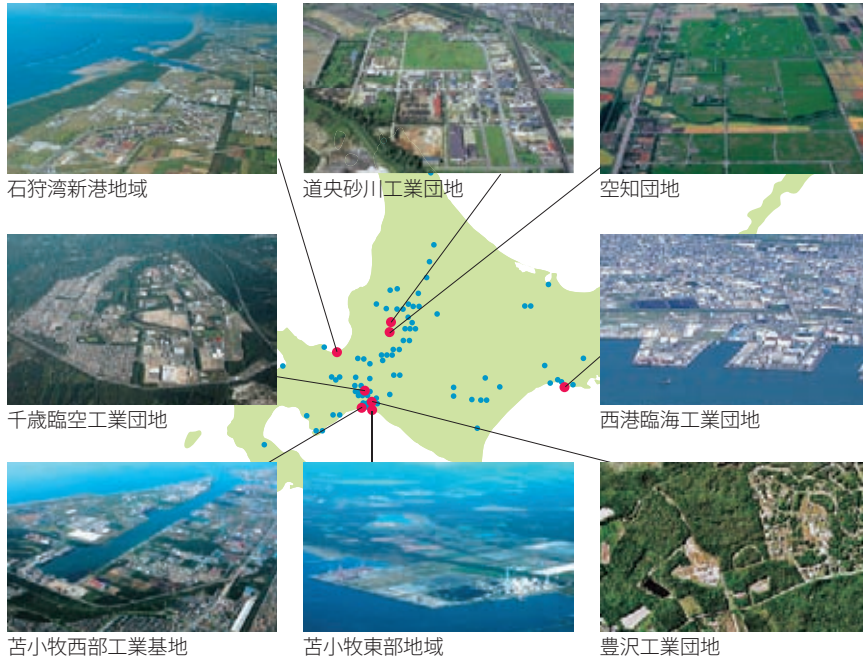 石狩湾新港地域
道央砂川工業団地
空知団地
千歳臨空工業団地
西港臨海工業団地
苫小牧西部工業基地
苫小牧東部地域
豊沢工業団地